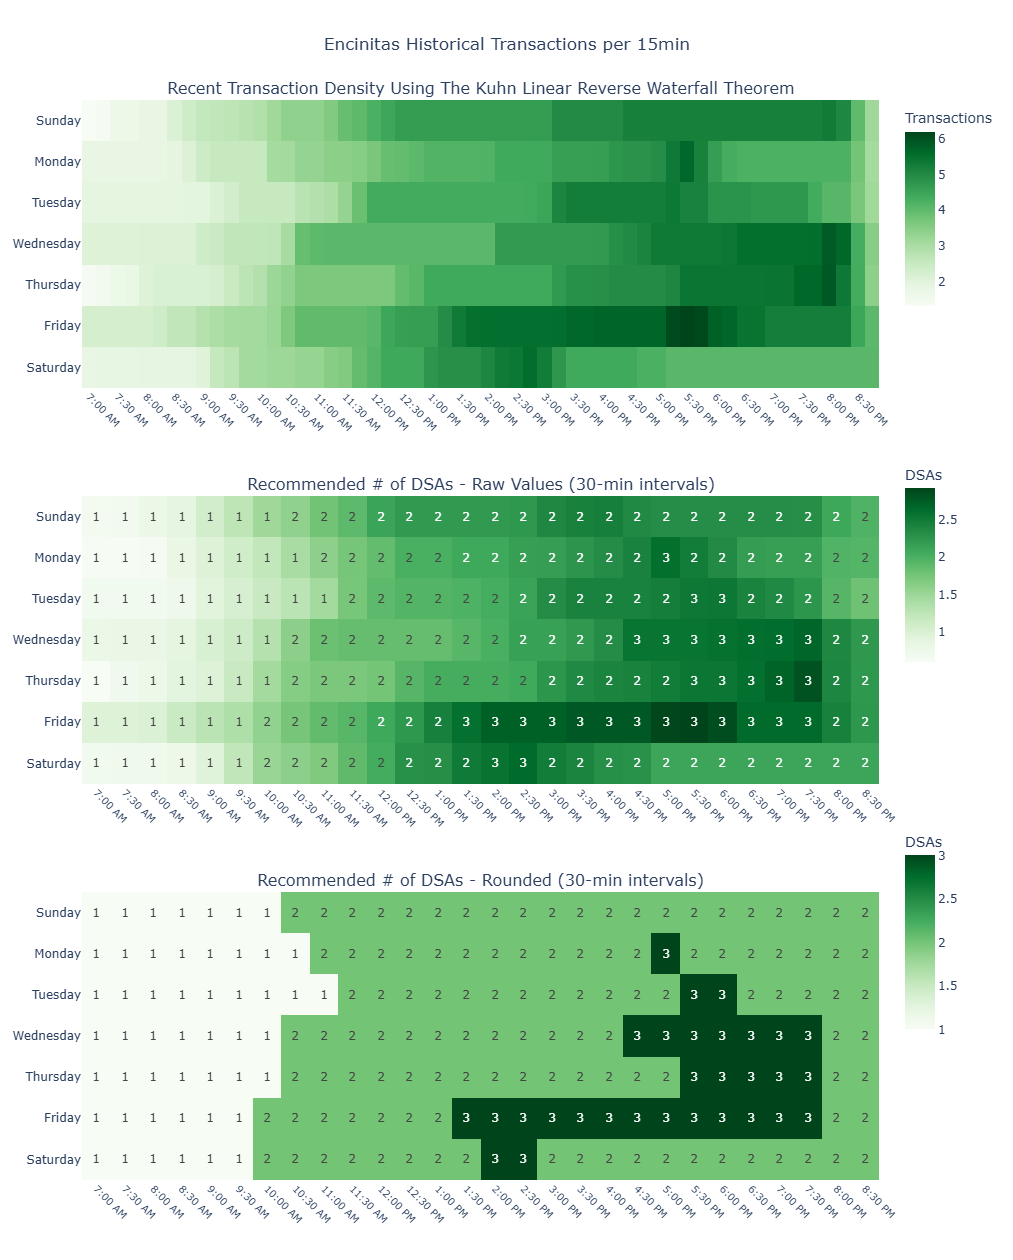 Encinitas Historical Transactions per 15min
Recent Transaction Density Using The Kuhn Linear Reverse Waterfall Theorem
Sunday
Monday
Tuesday
Wednesday
Thursday
Friday
Saturday
7:00 AM 7:30 AM 8:00 AM 8:30 AM 9:00 AM 9:30 AM 10:00 AM 10:30 AM 11:00 AM 11:30 AM 12:00 PM 12:30 PM 1:00 PM 1:30 PM 2:00 PM 2:30 PM 3:00 PM 3:30 PM 4:00 PM 4:30 PM 5:00 PM 5:30 PM 6:00 PM 6:30 PM 7:00 PM 7:30 PM 8:00 PM 8:30 PM
Transactions
6
5
4
3
2
Recommended # of DSAs - Raw Values (30-min intervals)
Sunday 1 1 1 1 1 1 1 2 2 2 2 2 2 2 2 2 2 2 2 2 2 2 2 2 2 2 2 2
Monday 1 1 1 1 1 1 1 1 2 2 2 2 2 2 2 2 2 2 2 2 3 2 2 2 2 2 2 2
Tuesday 1 1 1 1 1 1 1 1 1 2 2 2 2 2 2 2 2 2 2 2 2 3 3 2 2 2 2 2
Wednesday 1 1 1 1 1 1 1 2 2 2 2 2 2 2 2 2 2 2 2 3 3 3 3 3 3 3 2 2
Thursday 1 1 1 1 1 1 1 2 2 2 2 2 2 2 2 2 2 2 2 2 2 3 3 3 3 3 2 2
Friday 1 1 1 1 1 1 2 2 2 2 2 2 2 3 3 3 3 3 3 3 3 3 3 3 3 3 2 2
Saturday 1 1 1 1 1 1 2 2 2 2 2 2 2 2 3 3 2 2 2 2 2 2 2 2 2 2 2 2
7:00 AM 7:30 AM 8:00 AM 8:30 AM 9:00 AM 9:30 AM 10:00 AM 10:30 AM 11:00 AM 11:30 AM 12:00 PM 12:30 PM 1:00 PM 1:30 PM 2:00 PM 2:30 PM 3:00 PM 3:30 PM 4:00 PM 4:30 PM 5:00 PM 5:30 PM 6:00 PM 6:30 PM 7:00 PM 7:30 PM 8:00 PM 8:30 PM
DSAs
2.5
2
1.5
1
Recommended # of DSAs - Rounded (30-min intervals)
Sunday 1 1 1 1 1 1 1 2 2 2 2 2 2 2 2 2 2 2 2 2 2 2 2 2 2 2 2 2
Monday 1 1 1 1 1 1 1 1 2 2 2 2 2 2 2 2 2 2 2 2 3 2 2 2 2 2 2 2
Tuesday 1 1 1 1 1 1 1 1 1 2 2 2 2 2 2 2 2 2 2 2 2 3 3 2 2 2 2 2
Wednesday 1 1 1 1 1 1 1 2 2 2 2 2 2 2 2 2 2 2 2 3 3 3 3 3 3 3 2 2
Thursday 1 1 1 1 1 1 1 2 2 2 2 2 2 2 2 2 2 2 2 2 2 3 3 3 3 3 2 2
Friday 1 1 1 1 1 1 2 2 2 2 2 2 2 3 3 3 3 3 3 3 3 3 3 3 3 3 2 2
Saturday 1 1 1 1 1 1 2 2 2 2 2 2 2 2 3 3 2 2 2 2 2 2 2 2 2 2 2 2
7:00 AM 7:30 AM 8:00 AM 8:30 AM 9:00 AM 9:30 AM 10:00 AM 10:30 AM 11:00 AM 11:30 AM 12:00 PM 12:30 PM 1:00 PM 1:30 PM 2:00 PM 2:30 PM 3:00 PM 3:30 PM 4:00 PM 4:30 PM 5:00 PM 5:30 PM 6:00 PM 6:30 PM 7:00 PM 7:30 PM 8:00 PM 8:30 PM
DSAs
3
2.5
2
1.5
1